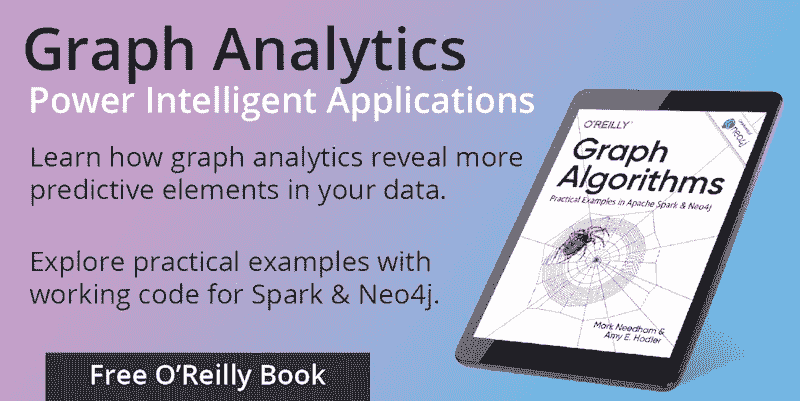 Graph Analytics
Power Intelligent Applications
Learn how graph analytics reveal more
predictive elements in your data.
Explore practical examples with
working code for Spark & Neo4j.
Free O'Reilly Book
O'REILLY®
neo4j
Graph
Algorithms
Practical Examples in Apache Spark & Neo4j
Mark Needham &
Amy E. Hodler